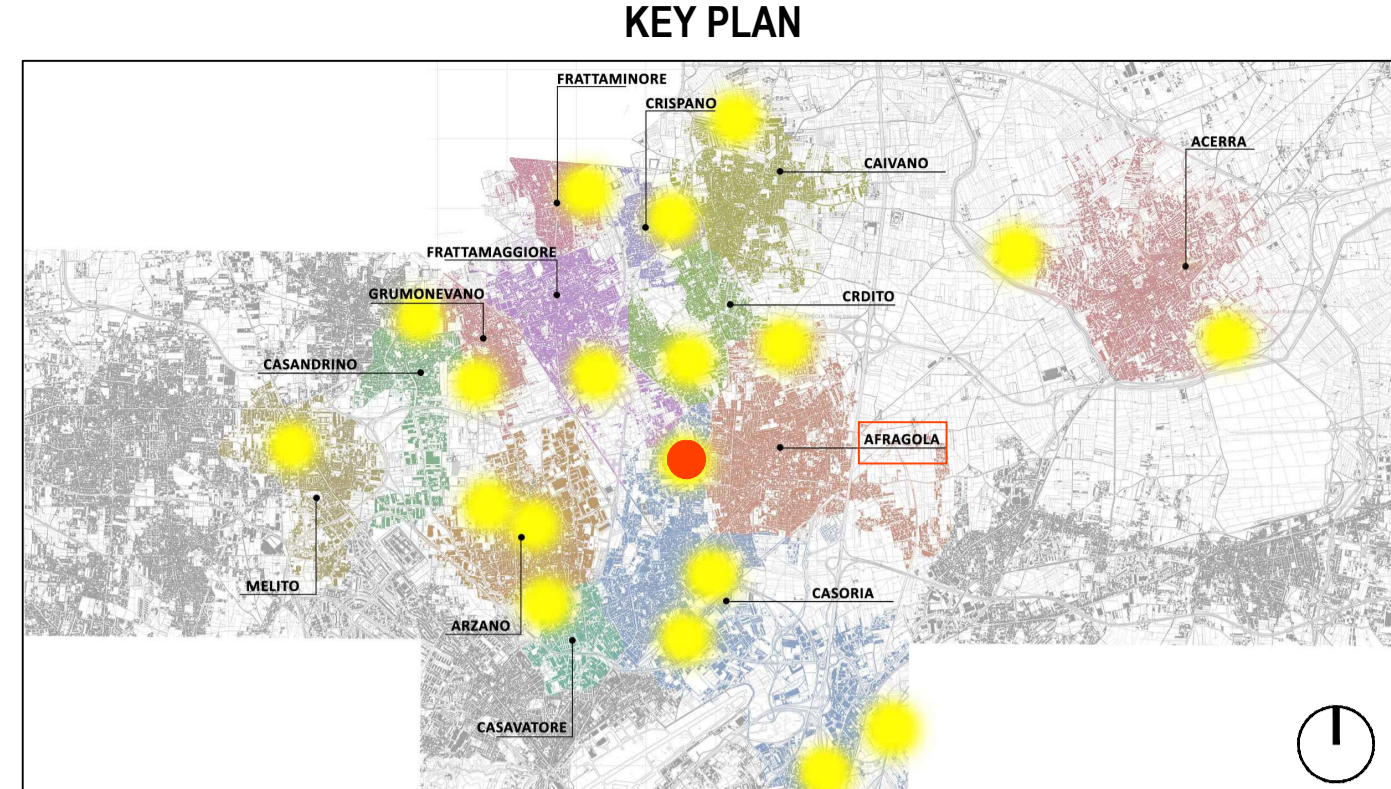 KEY PLAN
FRATTAMINORE
CRISPANO
ACERRA
CAIVANO
FRATTAMAGGIORE
GRUMONEVANO
CRDITO
CASANDRINO
AFRAGOLA
MELITO
CASORIA
ARZANO
CASAVATORE